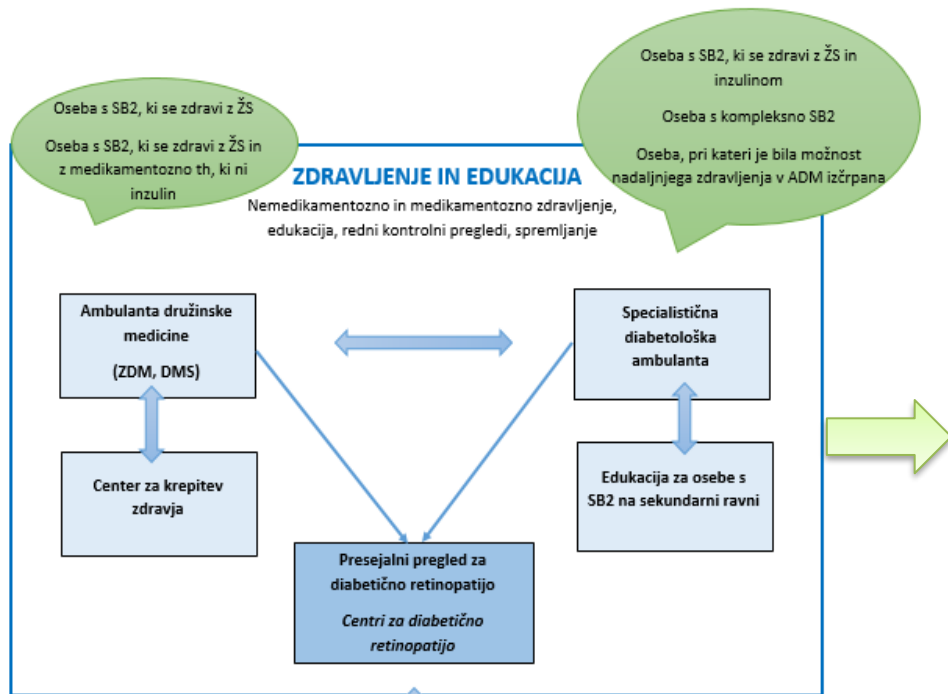 Oseba s SB2, ki se zdravi z ŽS
Oseba s SB2, ki se zdravi z ŽS in
z medikamentozno th, ki ni
inzulin
Oseba s SB2, ki se zdravi z ŽS in
inzulinom
Oseba s kompleksno SB2
Oseba, pri kateri je bila možnost
nadaljnjega zdravljenja v ADM izčrpana
ZDRAVLJENJE IN EDUKACIJA
Nemedikamentozno in medikamentozno zdravljenje,
edukacija, redni kontrolni pregledi, spremljanje
Ambulanta družinske
medicine
(ZDM, DMS)
Specialistična
diabetološka
ambulanta
Center za krepitev
zdravja
Edukacija za osebe s
SB2 na sekundarni ravni
Presejalni pregled za
diabetično retinopatijo
Centri za diabetično
retinopatijo